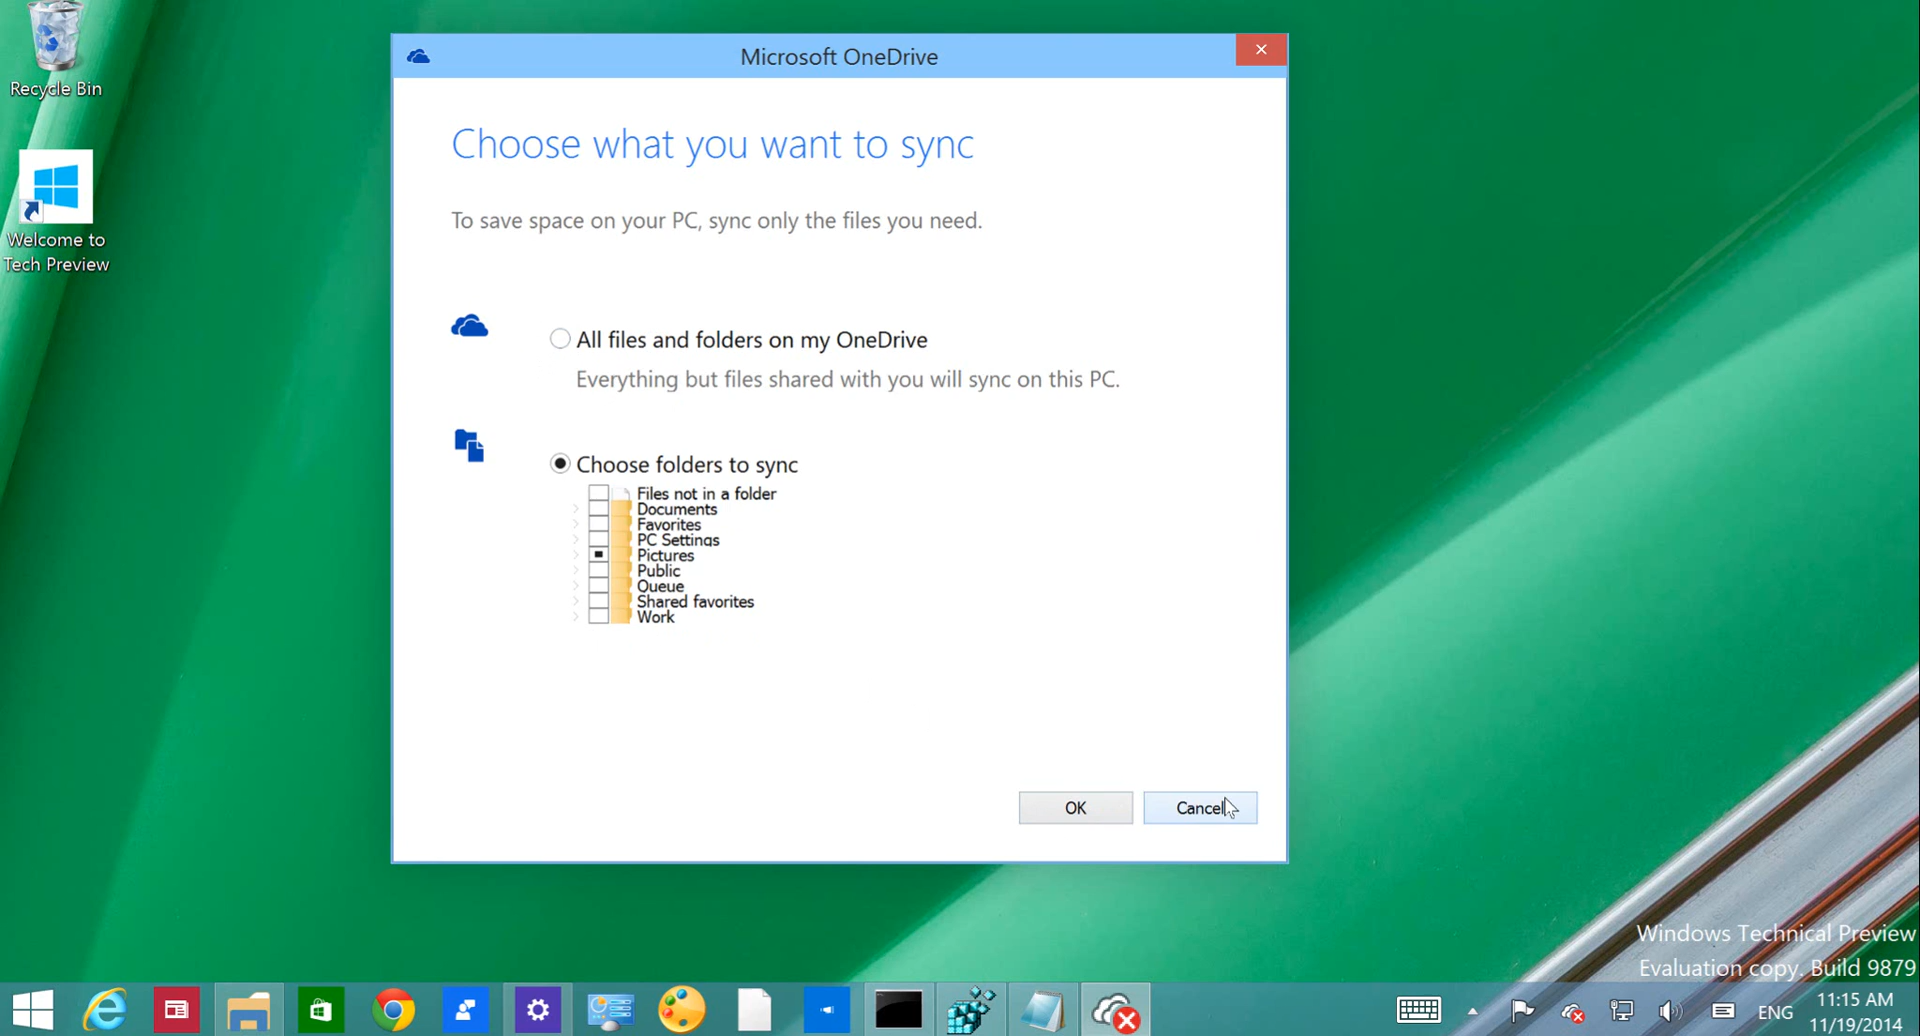 Recycle Bin
Welcome to
Tech Preview
Microsoft OneDrive
Choose what you want to sync
To save space on your PC, sync only the files you need.
All files and folders on my OneDrive
Everything but files shared with you will sync on this PC.
Choose folders to sync
Files not in a folder
Documents
Favorites
PC Settings
Pictures
Public
Queue
Shared favorites
Work
OK
Cancel
Windows Technical Preview
Evaluation copy. Build 9879
ENG
11:15 AM
11/19/2014